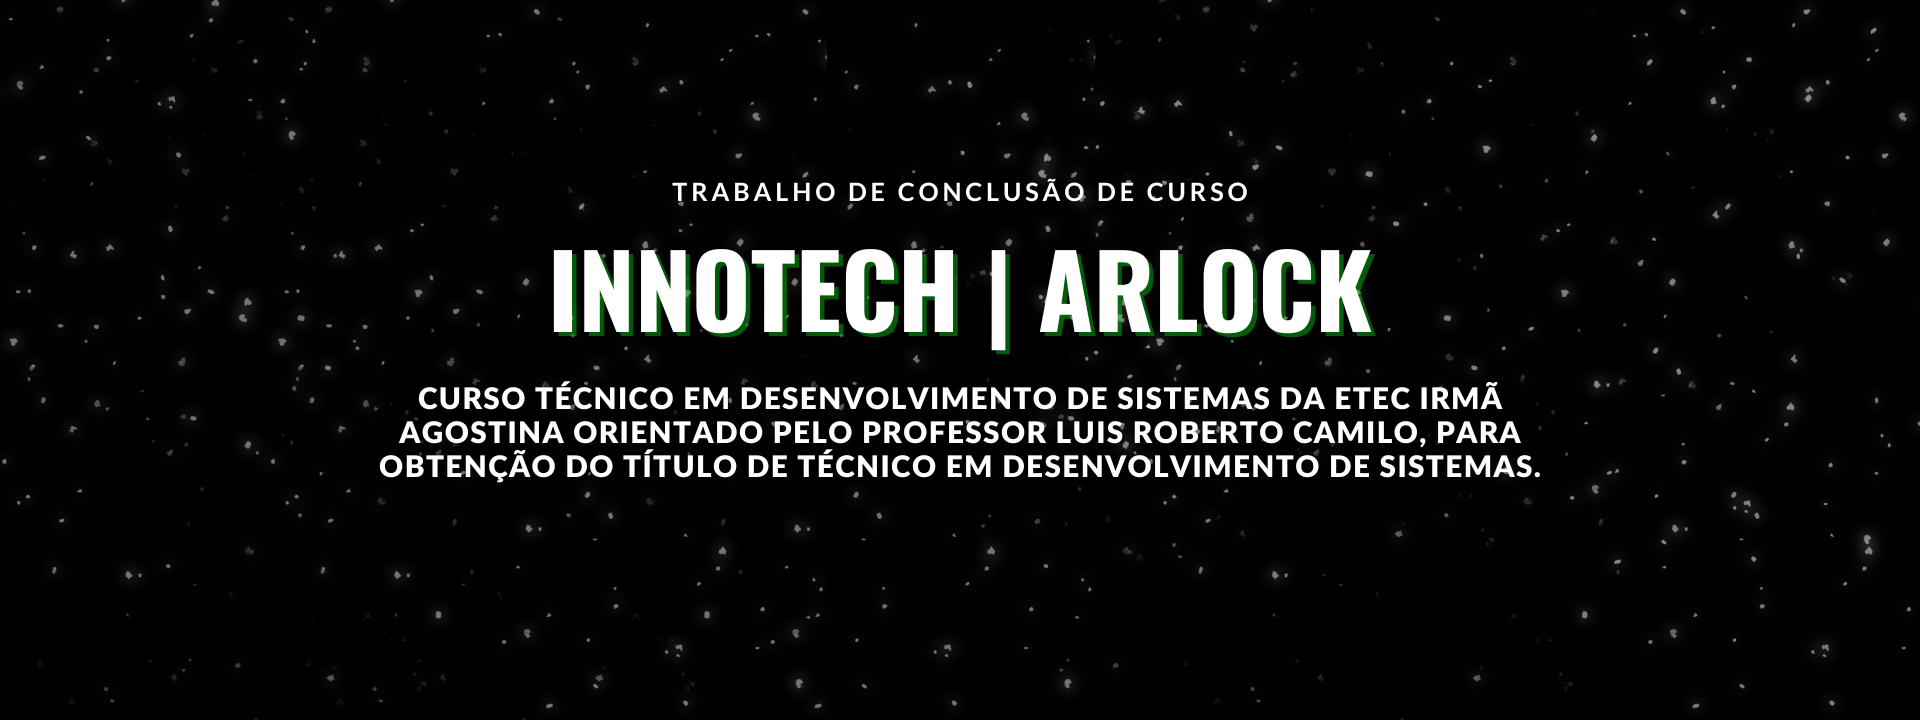 TRABALHO DE CONCLUSÃO DE CURSO
INNOTECH | ARLOCK
CURSO TÉCNICO EM DESENVOLVIMENTO DE SISTEMAS DA ETEC IRMÃ
AGOSTINA ORIENTADO PELO PROFESSOR LUIS ROBERTO CAMILO, PARA
OBTENÇÃO DO TÍTULO DE TÉCNICO EM DESENVOLVIMENTO DE SISTEMAS.